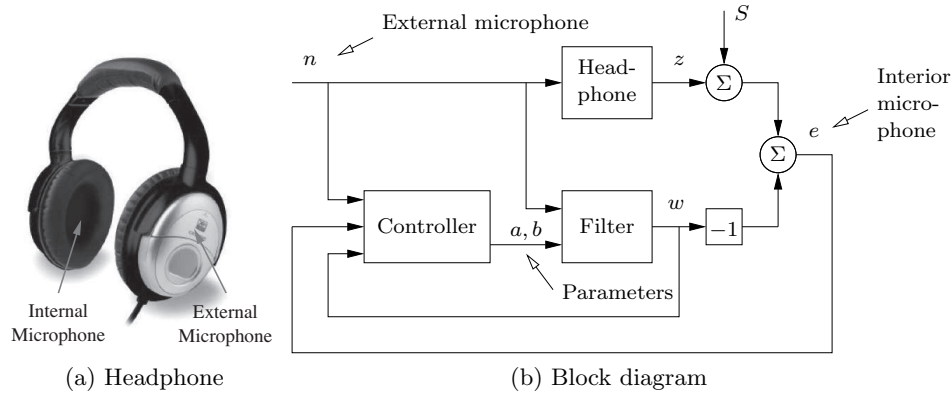 Internal
Microphone
External
Microphone
(a) Headphone
n
External microphone
Head-
phone
z
S
Σ
Σ
Interior
micro-
phone
e
Controller
a, b
Filter
w
−1
Parameters
(b) Block diagram